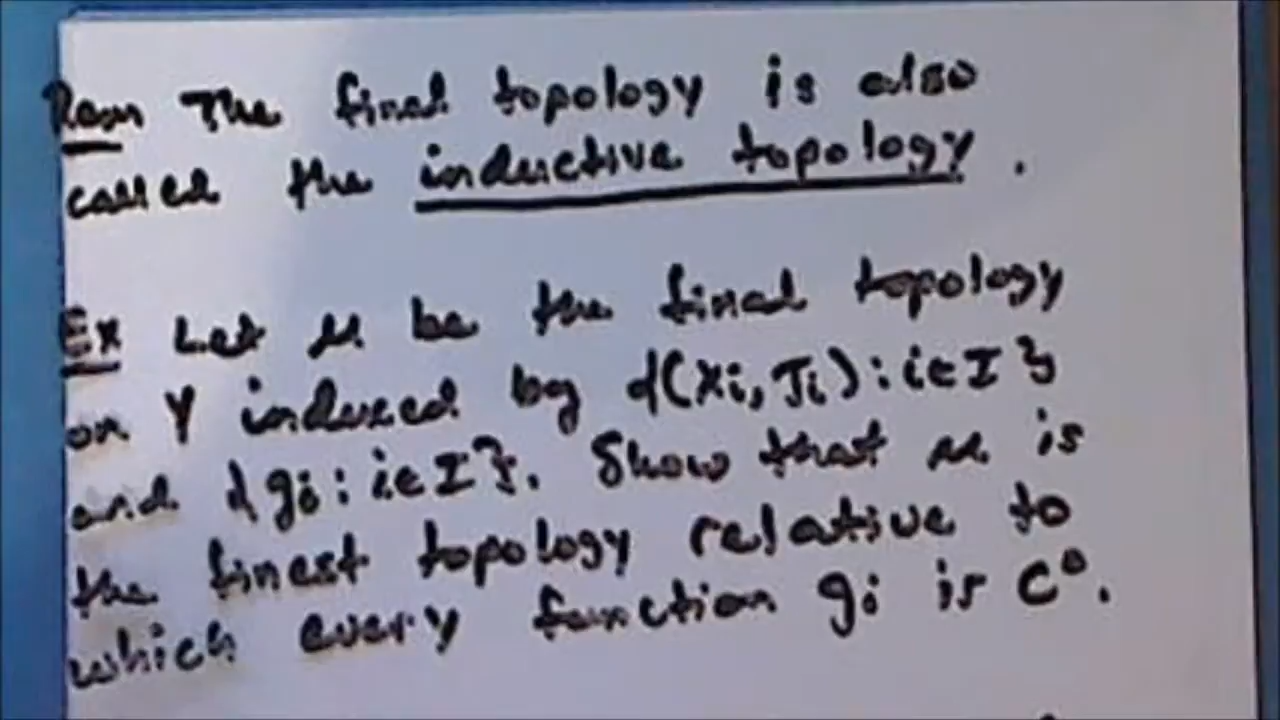 Rem The final topology is also
called the inductive topology.
Ex Let μ be the final topology
on Y induced by {(Xi, Ti): i∈I}
and {gi: i∈I}. Show that μ is
the finest topology relative to
which every function gi is C⁰.